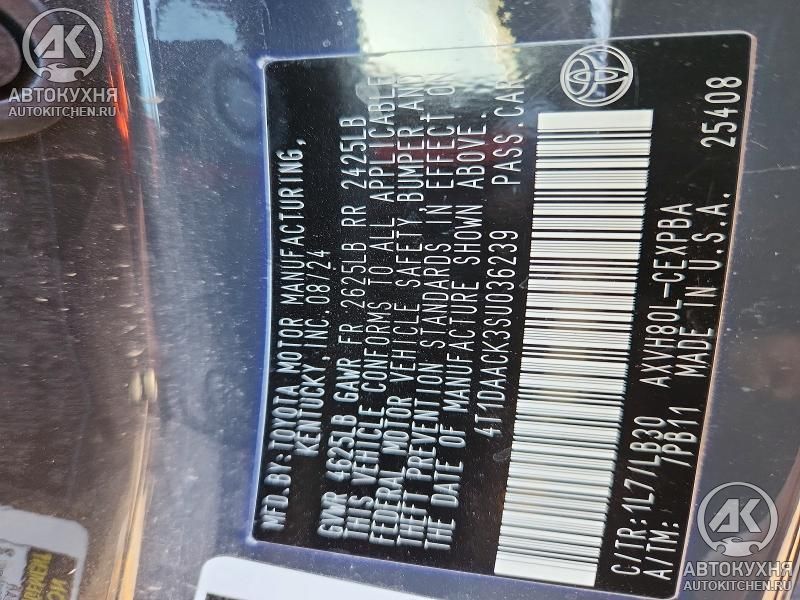 MFD.BY:TOYOTA MOTOR MANUFACTURING,
KENTUCKY, INC. 08/24
GVWR 4625LB GAWR FR 2625LB RR 2425LB
THIS VEHICLE CONFORMS TO ALL APPLICABLE
FEDERAL MOTOR VEHICLE SAFETY, BUMPER AND
THEFT PREVENTION STANDARDS IN EFFECT ON
THE DATE OF MANUFACTURE SHOWN ABOVE.
4T1DAACK3SU036239 PASS.CAR
C/TR: 1L7/LB30 AXVH80L-CEXPBA
A/TM: /PB11 MADE IN U.S.A. 25408
АК
АВТОКУХНЯ
AUTOKITCHEN.RU
АК
АВТОКУХНЯ
AUTOKITCHEN.RU